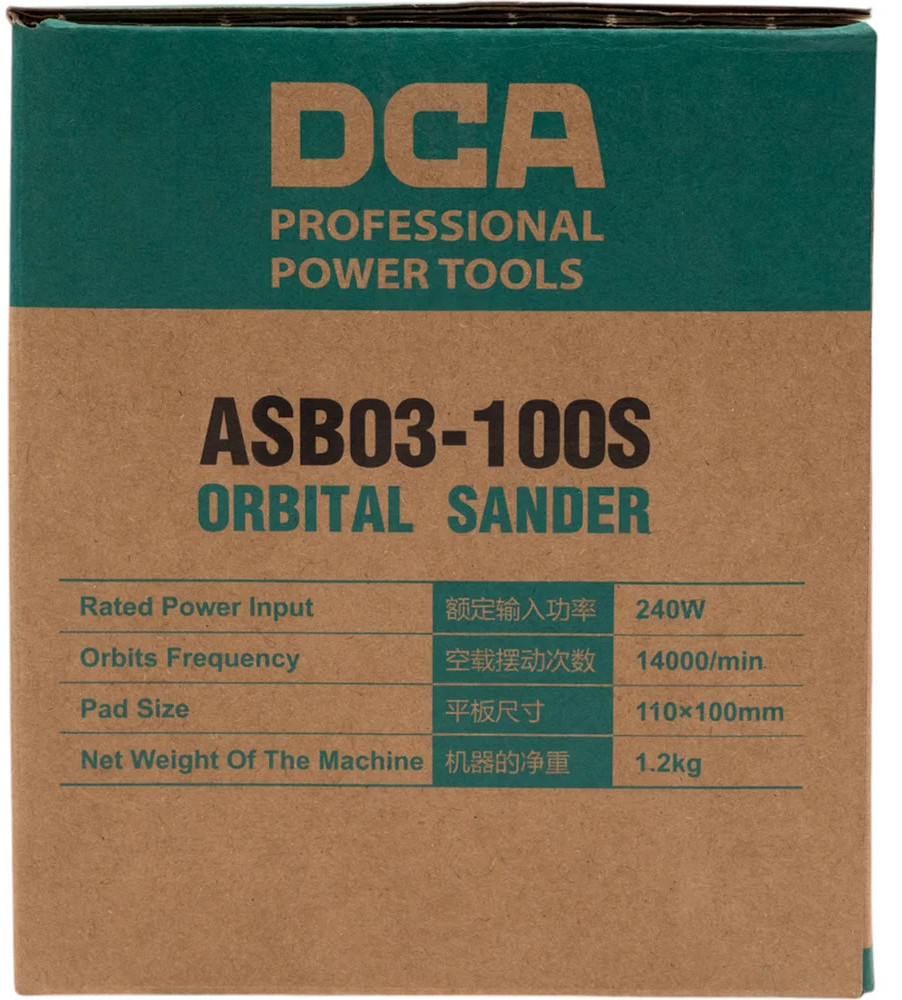 DCA
PROFESSIONAL
POWER TOOLS
ASB03-100S
ORBITAL SANDER
Rated Power Input 额定输入功率 240W
Orbits Frequency 空载摆动次数 14000/min
Pad Size 平板尺寸 110×100mm
Net Weight Of The Machine 机器的净重 1.2kg